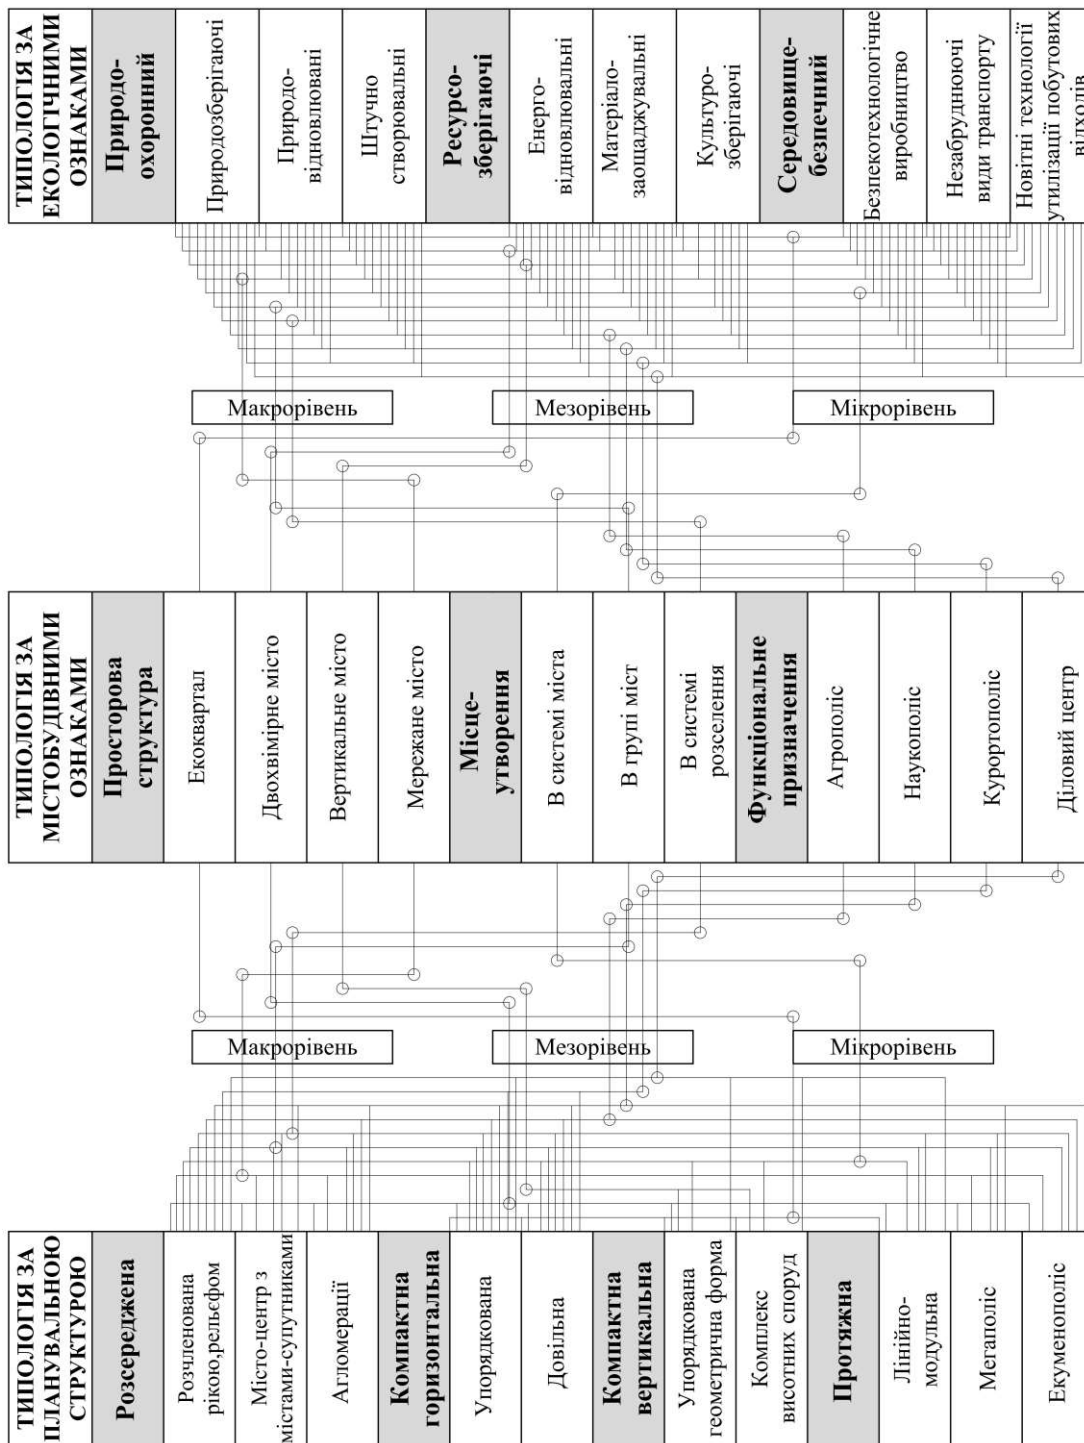 ТИПОЛОГІЯ ЗА
ЕКОЛОГІЧНИМИ
ОЗНАКАМИ
Природо-
охоронний
Природозберігаючі
Природо-
відновлювані
Штучно
створювальні
Ресурсо-
зберігаючі
Енерго-
відновлювальні
Матеріало-
заощаджувальні
Культуро-
зберігаючі
Середовище-
безпечний
Безпекотехнологічне
виробництво
Незабруднюючі
види транспорту
Новітні технології
утилізації побутових
відходів
Макрорівень
Мезорівень
Мікрорівень
ТИПОЛОГІЯ ЗА
МІСТОБУДІВНИМИ
ОЗНАКАМИ
Просторова
структура
Екоквартал
Двохвімірне місто
Вертикальне місто
Мережане місто
Місце-
утворення
В системі міста
В групі міст
В системі
розселення
Функціональне
призначення
Агрополіс
Наукополіс
Курортополіс
Діловий центр
Макрорівень
Мезорівень
Мікрорівень
ТИПОЛОГІЯ ЗА
ПЛАНУВАЛЬНОЮ
СТРУКТУРОЮ
Розсереджена
Розчленована
рікою,рельєфом
Місто-центр з
містами-супутниками
Агломерації
Компактна
горизонтальна
Упорядкована
Довільна
Компактна
вертикальна
Упорядкована
геометрична форма
Комплекс
висотних споруд
Протяжна
Лінійно-
модульна
Мегаполіс
Екуменополіс